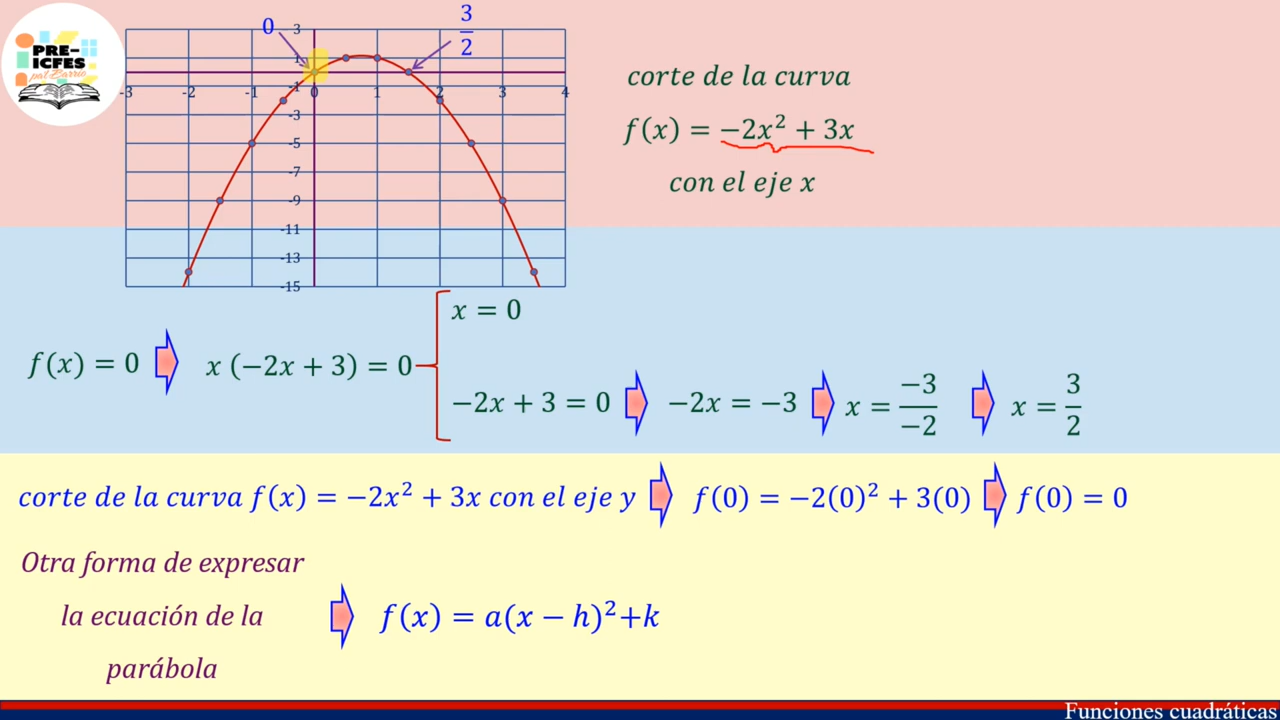 PRE-
ICFES
pal Barrio
0
3
2
3
1
-1
-3
-5
-7
-9
-11
-13
-15
-3 -2 -1 0 1 2 3 4
corte de la curva
f(x) = −2x² + 3x
con el eje x
x = 0
f(x) = 0 x (−2x + 3) = 0
−2x + 3 = 0 −2x = −3 x = −3/−2 x = 3/2
corte de la curva f(x) = −2x² + 3x con el eje y f(0) = −2(0)² + 3(0) f(0) = 0
Otra forma de expresar
la ecuación de la
parábola
f(x) = a(x − h)²+k
Funciones cuadráticas